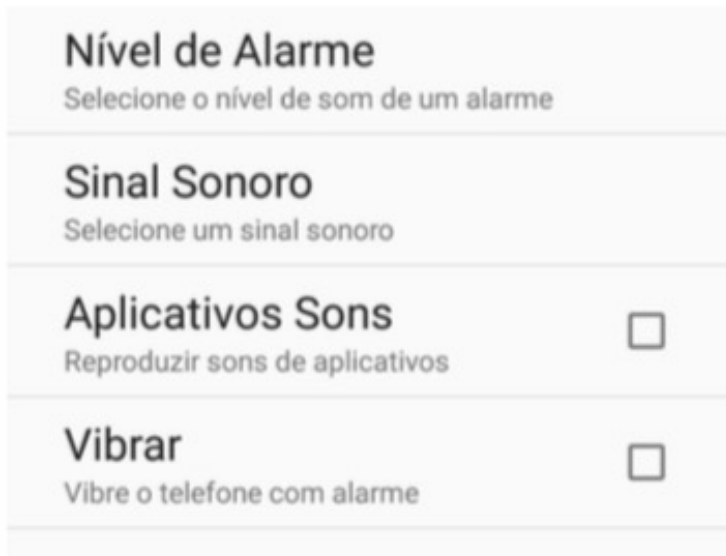 Nível de Alarme
Selecione o nível de som de um alarme
Sinal Sonoro
Selecione um sinal sonoro
Aplicativos Sons
Reproduzir sons de aplicativos
Vibrar
Vibre o telefone com alarme